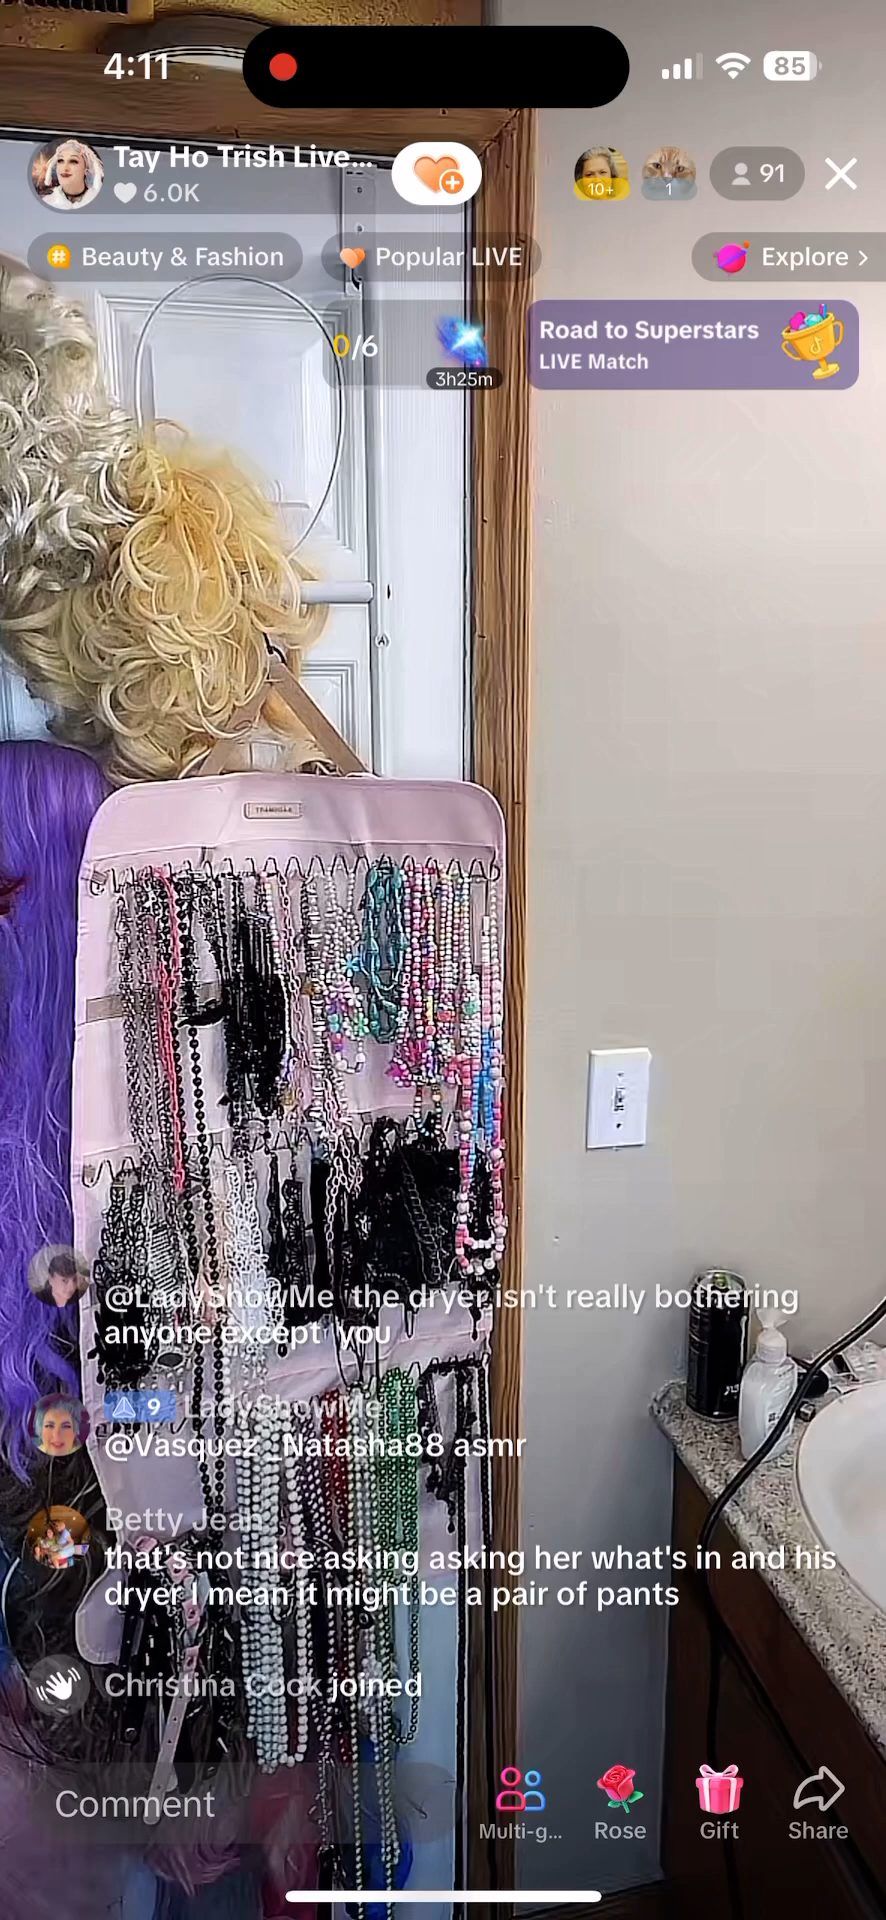 4:11
85
Tay Ho Trish Live...
6.0K
10+
1
91
Beauty & Fashion
Popular LIVE
Explore >
0/6
3h25m
Road to Superstars
LIVE Match
@LadyShowMe the dryer isn't really bothering
anyone except you
9 LadyShowMe
@Vasquez_Natasha88 asmr
Betty Jean
that's not nice asking asking her what's in and his
dryer I mean it might be a pair of pants
Christina Cook joined
Comment
Multi-g...
Rose
Gift
Share